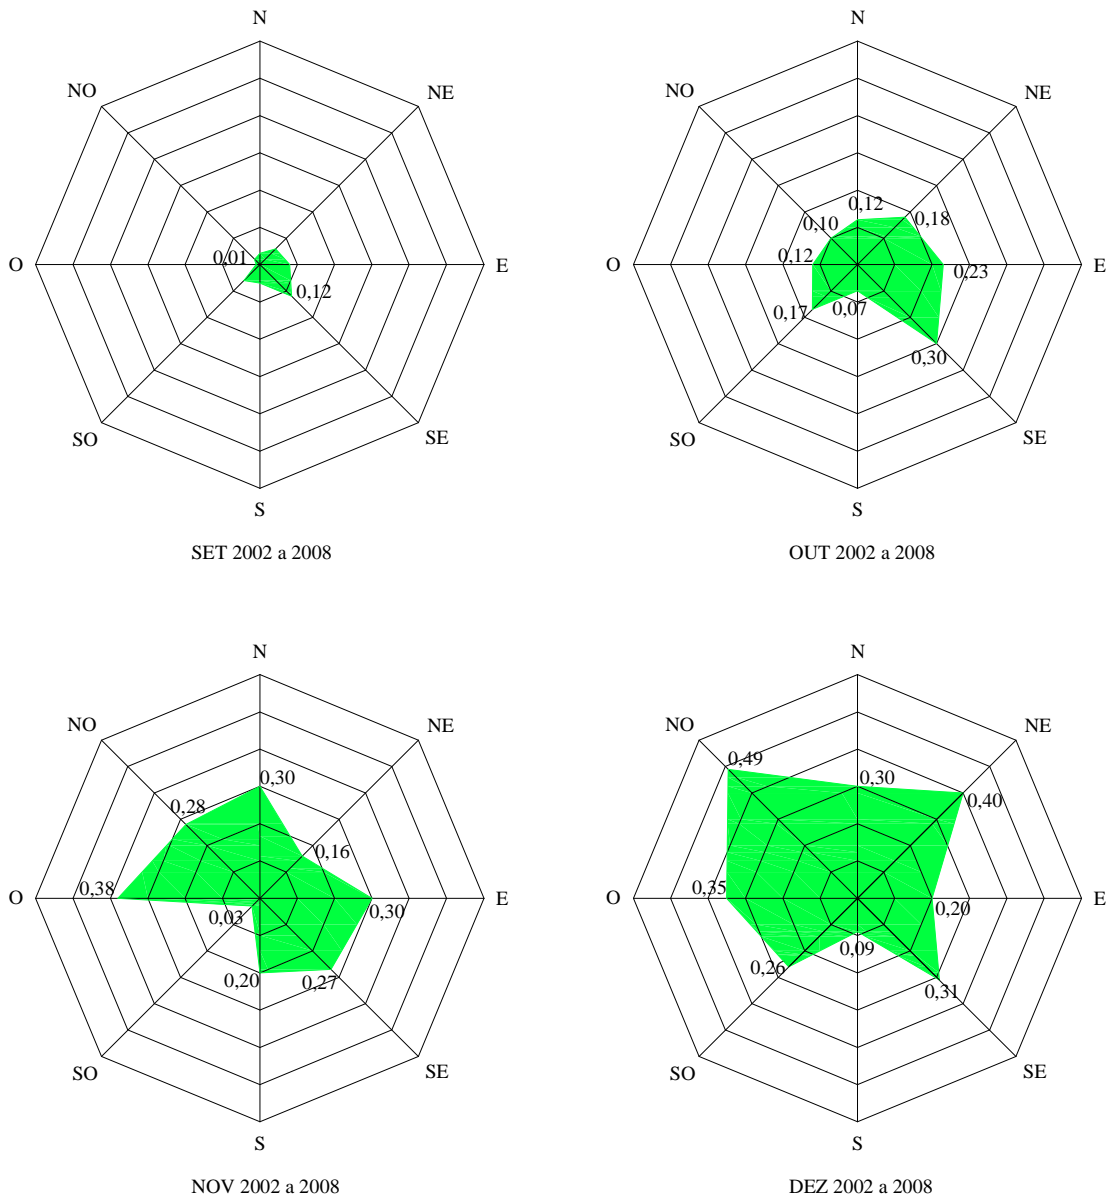 N
NO
NE
0,01
O
E
0,12
SO
SE
S
SET 2002 a 2008
N
NO
NE
0,12
0,10
0,18
0,12
O
E
0,23
0,17
0,07
0,30
SO
SE
S
OUT 2002 a 2008
N
NO
NE
0,30
0,28
0,16
0,38
O
E
0,03
0,30
0,20
0,27
SO
SE
S
NOV 2002 a 2008
N
NO
NE
0,49
0,30
0,40
0,35
O
E
0,20
0,09
0,26
0,31
SO
SE
S
DEZ 2002 a 2008